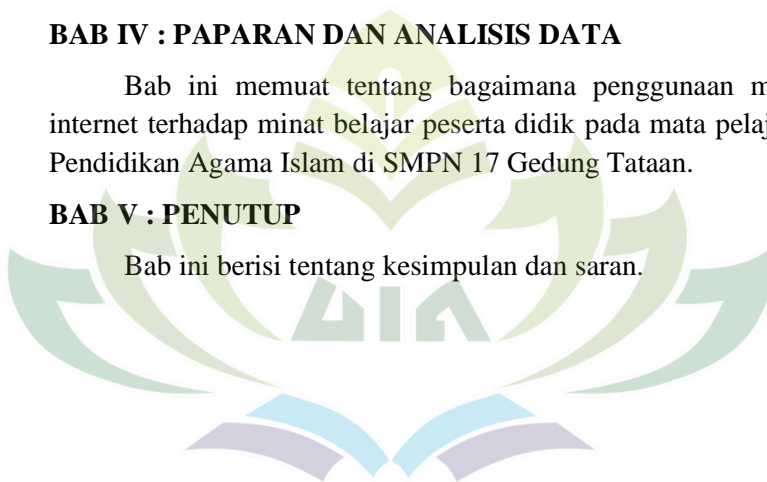 BAB IV : PAPARAN DAN ANALISIS DATA
Bab ini memuat tentang bagaimana penggunaan
internet terhadap minat belajar peserta didik pada mata
Pendidikan Agama Islam di SMPN 17 Gedung Tataan.
BAB V : PENUTUP
Bab ini berisi tentang kesimpulan dan saran.